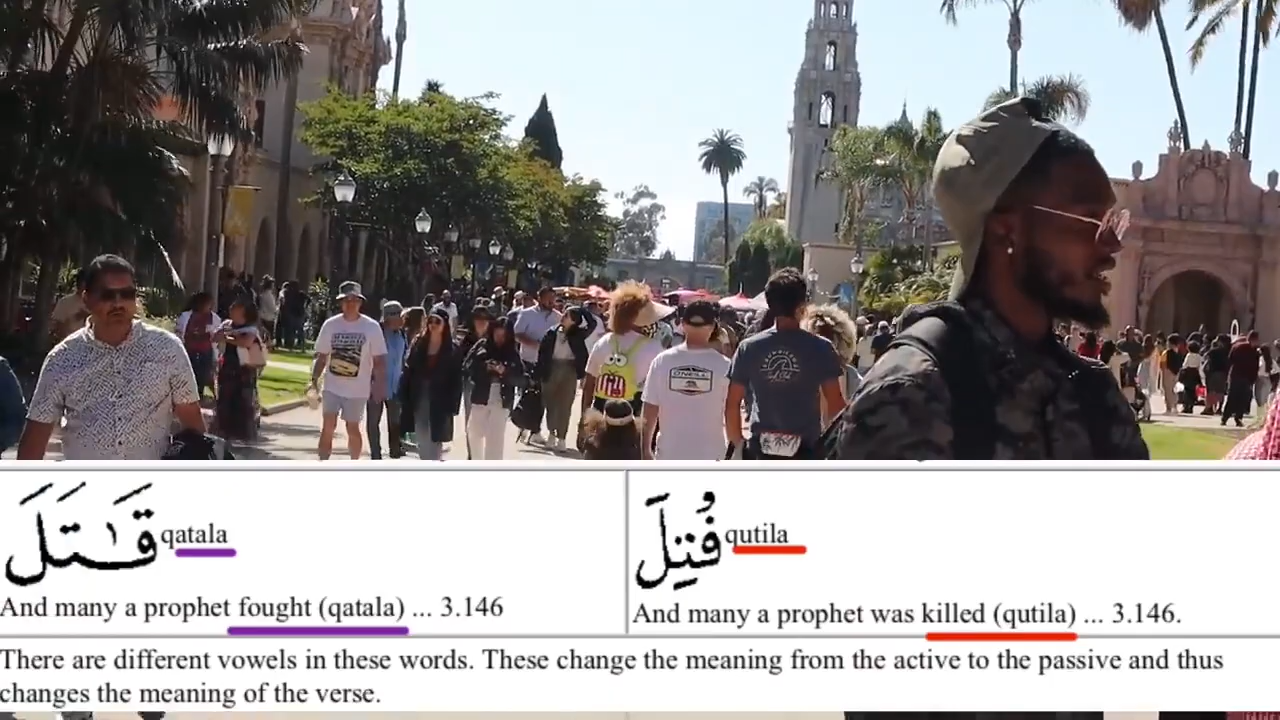 O'NEILL
قَٰتَلَ qatala
And many a prophet fought (qatala) ... 3.146
قُتِلَ qutila
And many a prophet was killed (qutila) ... 3.146.
There are different vowels in these words. These change the meaning from the active to the passive and thus
changes the meaning of the verse.